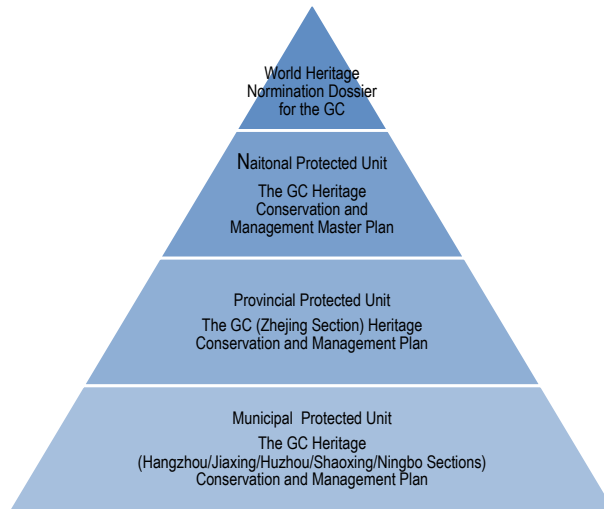 World Heritage
Normination Dossier
for the GC
Naitonal Protected Unit
The GC Heritage
Conservation and
Management Master Plan
Provincial Protected Unit
The GC (Zhejing Section) Heritage
Conservation and Management Plan
Municipal Protected Unit
The GC Heritage
(Hangzhou/Jiaxing/Huzhou/Shaoxing/Ningbo Sections)
Conservation and Management Plan